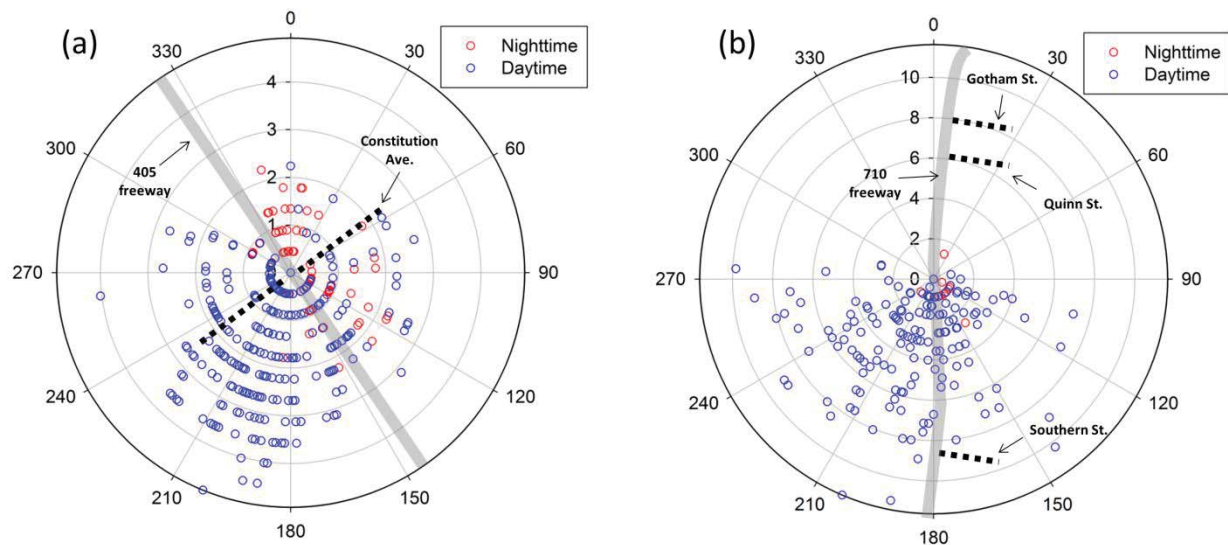 (a)
0
30
60
90
120
150
180
210
240
270
300
330
4
3
2
1
Nighttime
Daytime
405
freeway
Constitution
Ave.
(b)
0
30
60
90
120
150
180
210
240
270
300
330
10
8
6
4
2
0
Nighttime
Daytime
Gotham St.
710
freeway
Quinn St.
Southern St.